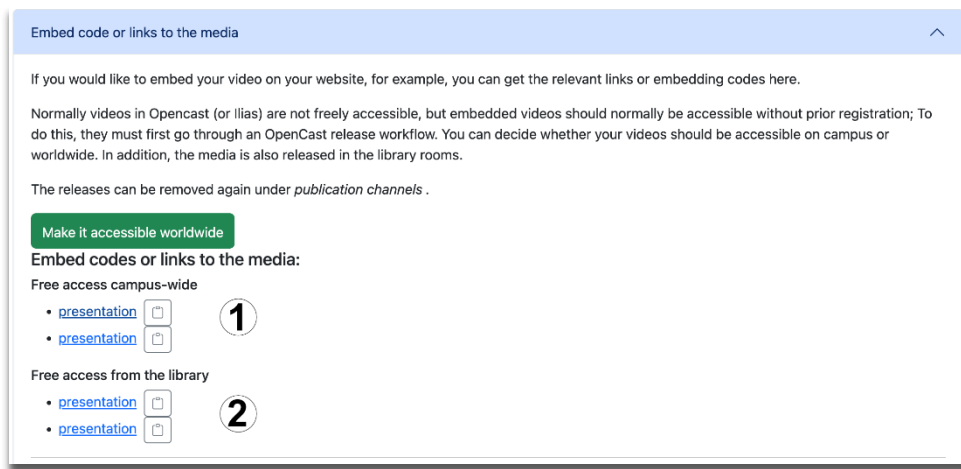 Embed code or links to the media
If you would like to embed your video on your website, for example, you can get the relevant links or embedding codes here.
Normally videos in Opencast (or Ilias) are not freely accessible, but embedded videos should normally be accessible without prior registration; To
do this, they must first go through an OpenCast release workflow. You can decide whether your videos should be accessible on campus or
worldwide. In addition, the media is also released in the library rooms.
The releases can be removed again under publication channels .
Make it accessible worldwide
Embed codes or links to the media:
Free access campus-wide
• presentation
1
• presentation
Free access from the library
• presentation
2
• presentation